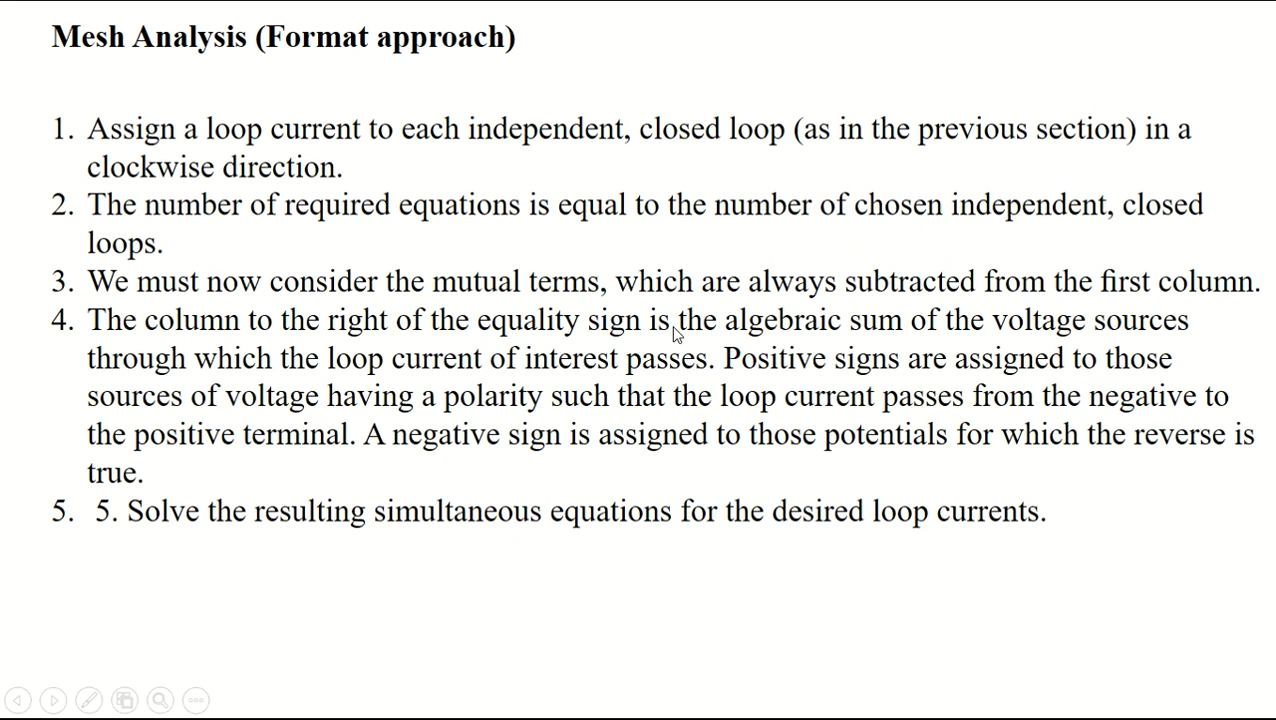 Mesh Analysis (Format approach)
1. Assign a loop current to each independent, closed loop (as in the previous section) in a
clockwise direction.
2. The number of required equations is equal to the number of chosen independent, closed
loops.
3. We must now consider the mutual terms, which are always subtracted from the first column.
4. The column to the right of the equality sign is the algebraic sum of the voltage sources
through which the loop current of interest passes. Positive signs are assigned to those
sources of voltage having a polarity such that the loop current passes from the negative to
the positive terminal. A negative sign is assigned to those potentials for which the reverse is
true.
5. 5. Solve the resulting simultaneous equations for the desired loop currents.